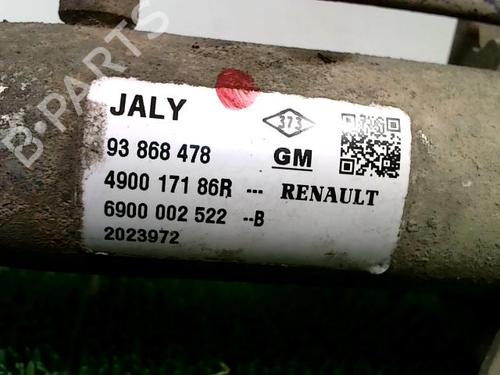 JALY
373
93 868 478 GM
4900 171 86R --- RENAULT
6900 002 522 --B
2023972
B-PARTS